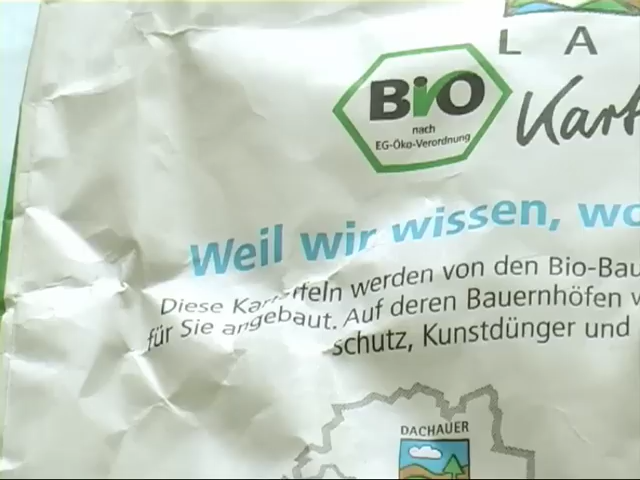 L A
BiO
nach
EG-Öko-Verordnung
Kart
Weil wir wissen, wo
Diese Kartoffeln werden von den Bio-Bau
für Sie angebaut. Auf deren Bauernhöfen
schutz, Kunstdünger und
DACHAUER